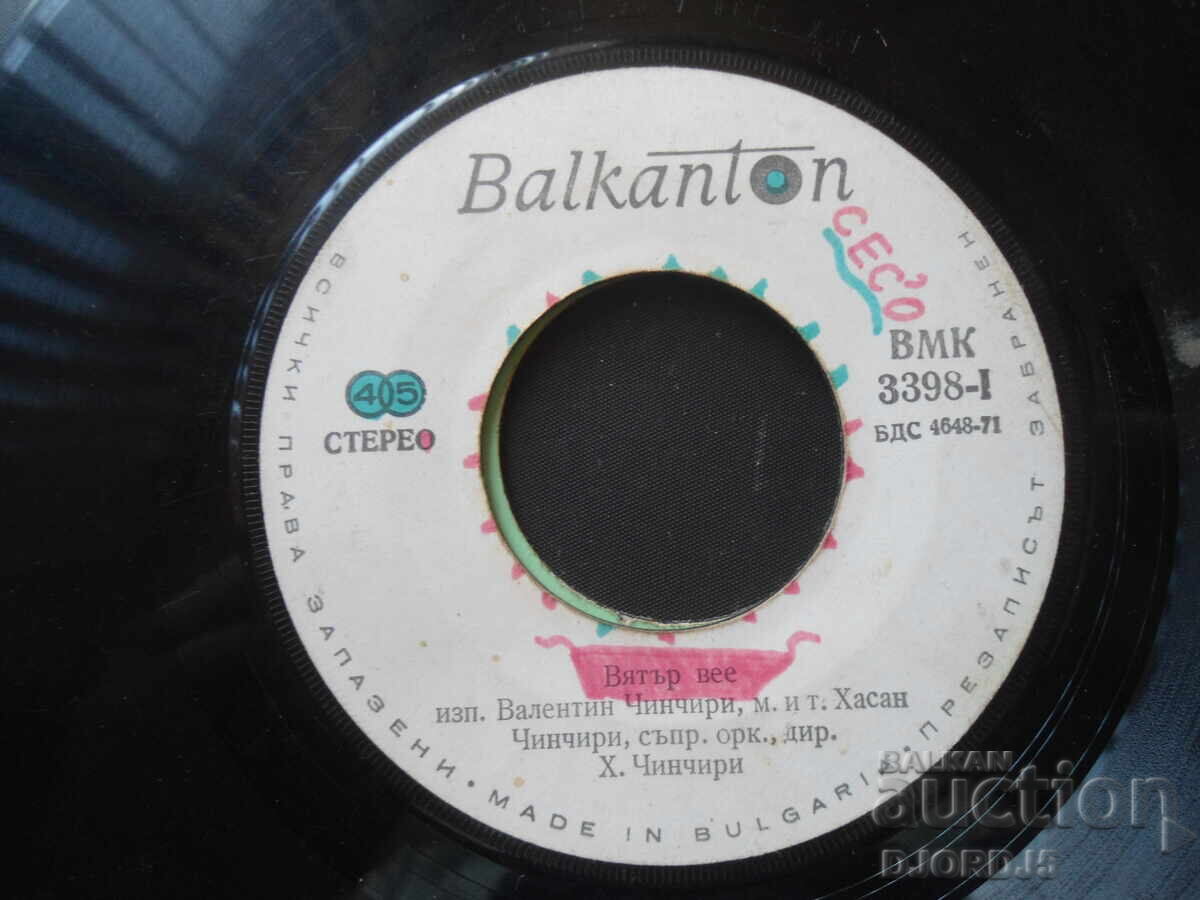 Balkanton
СЕСО
ВМК
3398-I
БДС 4648-71
45
СТЕРЕО
Вятър вее
изп. Валентин Чинчири, м. и т. Хасан
Чинчири, съпр. орк., дир.
Х. Чинчири
ВСИЧКИ ПРАВА ЗАПАЗЕНИ • MADE IN BULGARIA • ПРЕЗАПИСЪТ ЗАБРАНЕН
BALKAN
auction
DJORDJ5